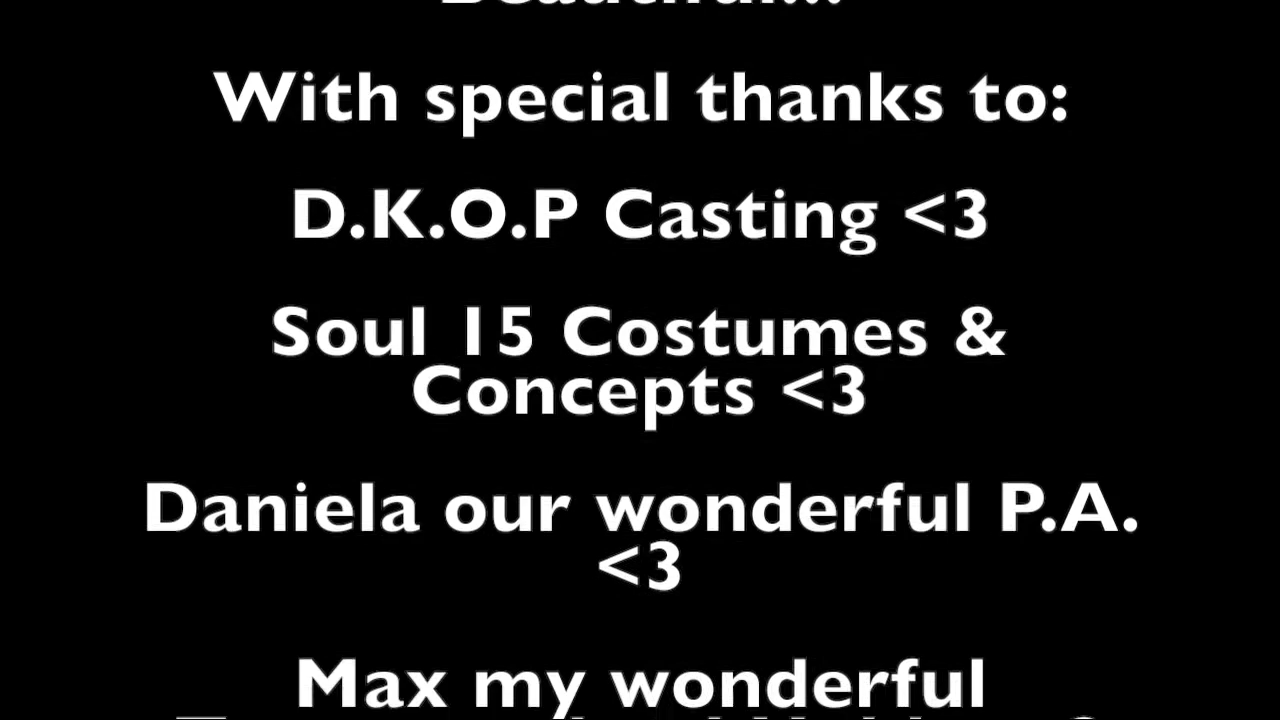 With special thanks to:
D.K.O.P Casting <3
Soul 15 Costumes &
Concepts <3
Daniela our wonderful P.A.
<3
Max my wonderful